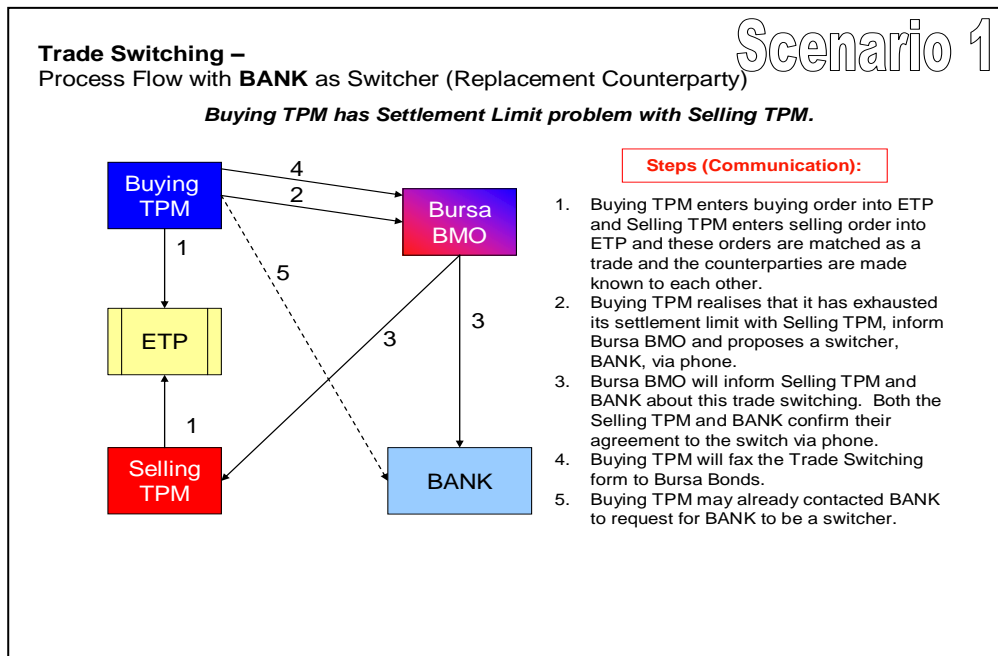 Scenario 1
Trade Switching –
Process Flow with BANK as Switcher (Replacement Counterparty)
Buying TPM has Settlement Limit problem with Selling TPM.
Buying
TPM
4
2
Bursa
BMO
1
5
3
3
ETP
1
Selling
TPM
BANK
Steps (Communication):
1. Buying TPM enters buying order into ETP
and Selling TPM enters selling order into
ETP and these orders are matched as a
trade and the counterparties are made
known to each other.
2. Buying TPM realises that it has exhausted
its settlement limit with Selling TPM, inform
Bursa BMO and proposes a switcher,
BANK, via phone.
3. Bursa BMO will inform Selling TPM and
BANK about this trade switching. Both the
Selling TPM and BANK confirm their
agreement to the switch via phone.
4. Buying TPM will fax the Trade Switching
form to Bursa Bonds.
5. Buying TPM may already contacted BANK
to request for BANK to be a switcher.